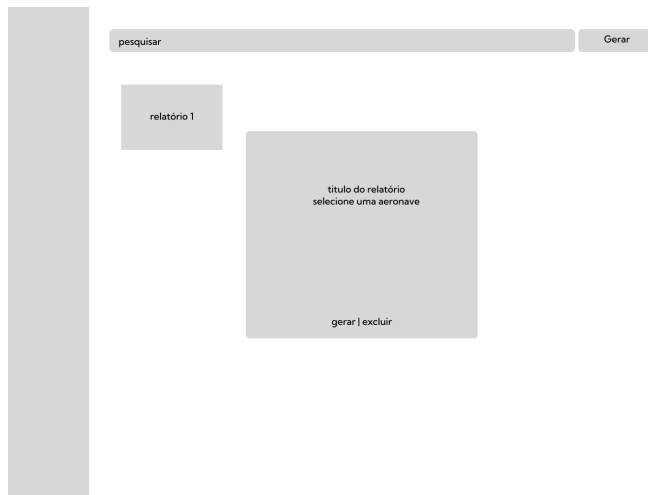 pesquisar
Gerar
relatório 1
titulo do relatório
selecione uma aeronave
gerar | excluir